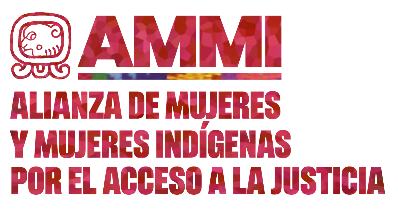 AMMI
ALIANZA DE MUJERES
Y MUJERES INDÍGENAS
POR EL ACCESO A LA JUSTICIA